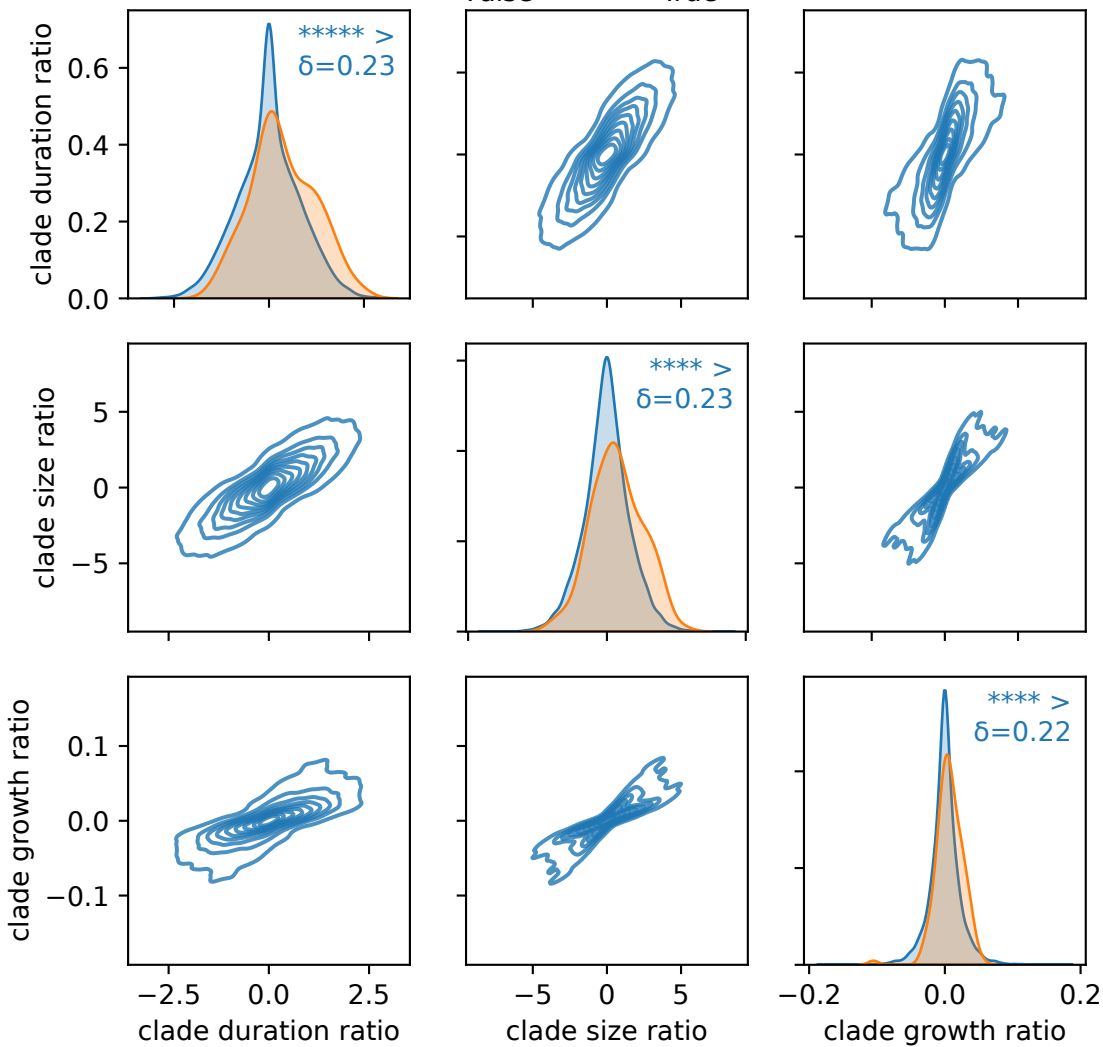 ***** >
δ=0.23
clade duration ratio
0.6
0.4
0.2
0.0
**** >
δ=0.23
clade size ratio
5
0
−5
**** >
δ=0.22
clade growth ratio
0.1
0.0
−0.1
−2.5 0.0 2.5
−5 0 5
−0.2 0.0 0.2
clade duration ratio
clade size ratio
clade growth ratio